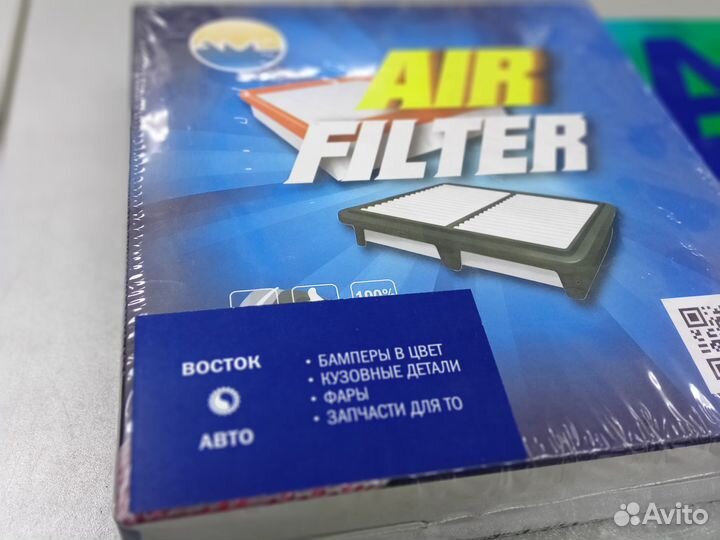 AIR
FILTER
100%
ВОСТОК
АВТО
• БАМПЕРЫ В ЦВЕТ
• КУЗОВНЫЕ ДЕТАЛИ
• ФАРЫ
• ЗАПЧАСТИ ДЛЯ ТО
Avito